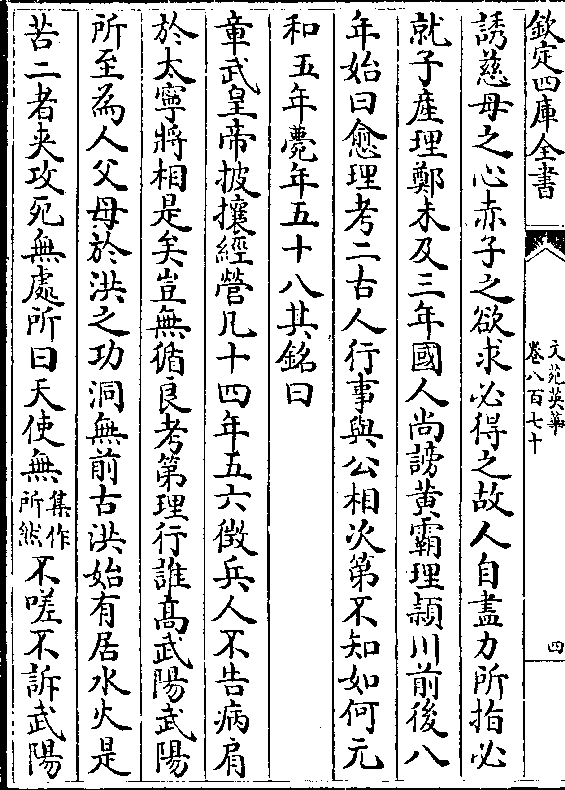 欽定四庫全書
文苑英華
卷八百七十
四
誘慈母之心赤子之欲求必得之故人自盡力所指必
就子産理鄭未及三年國人尚謗黄霸理潁川前後八
年始曰愈理考二古人行事與公相次第不知如何元
和五年薨年五十八其銘曰
章武皇帝披攘經營凡十四年五六徴兵人不告病肩
於太寧將相是矣豈無循良考第理行誰髙武陽武陽
所至為人父母於洪之功洞無前古洪始有居水火是
苦二者夾攻死無處所曰天使無集作所然不嗟不訴武陽